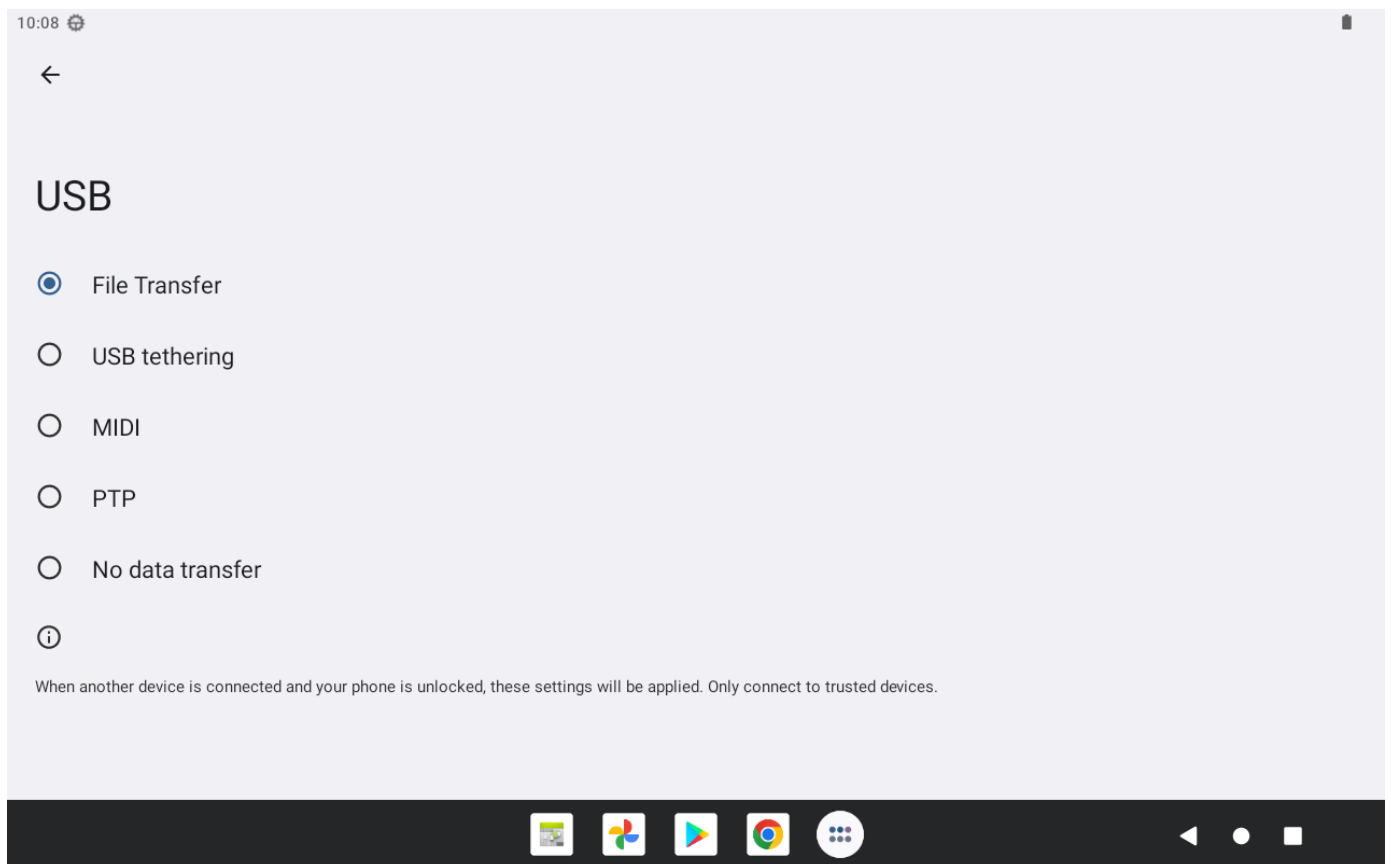 10:08
USB
File Transfer
USB tethering
MIDI
PTP
No data transfer
When another device is connected and your phone is unlocked, these settings will be applied. Only connect to trusted devices.